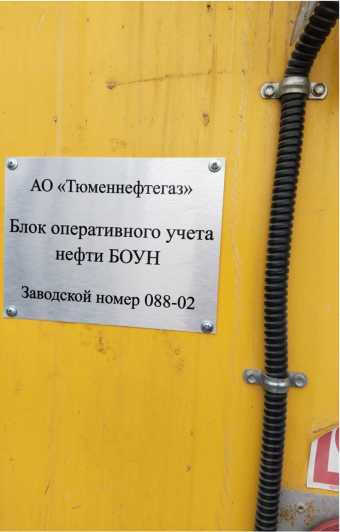 АО «Тюменнефтегаз»
Блок оперативного учета
нефти БОУН
Заводской номер 088-02